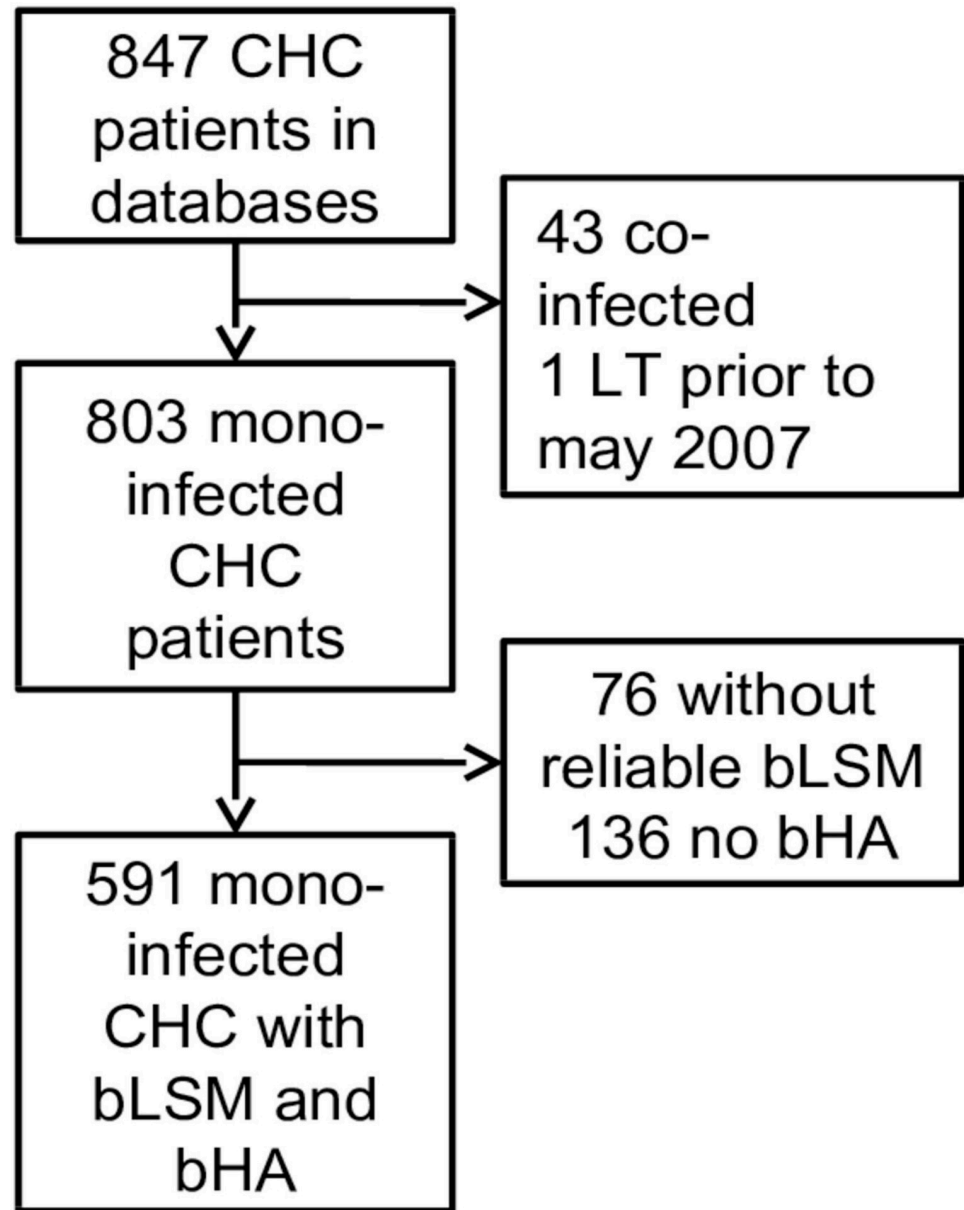 847 CHC
patients in
databases
43 co-
infected
1 LT prior to
may 2007
803 mono-
infected
CHC
patients
76 without
reliable bLSM
136 no bHA
591 mono-
infected
CHC with
bLSM and
bHA